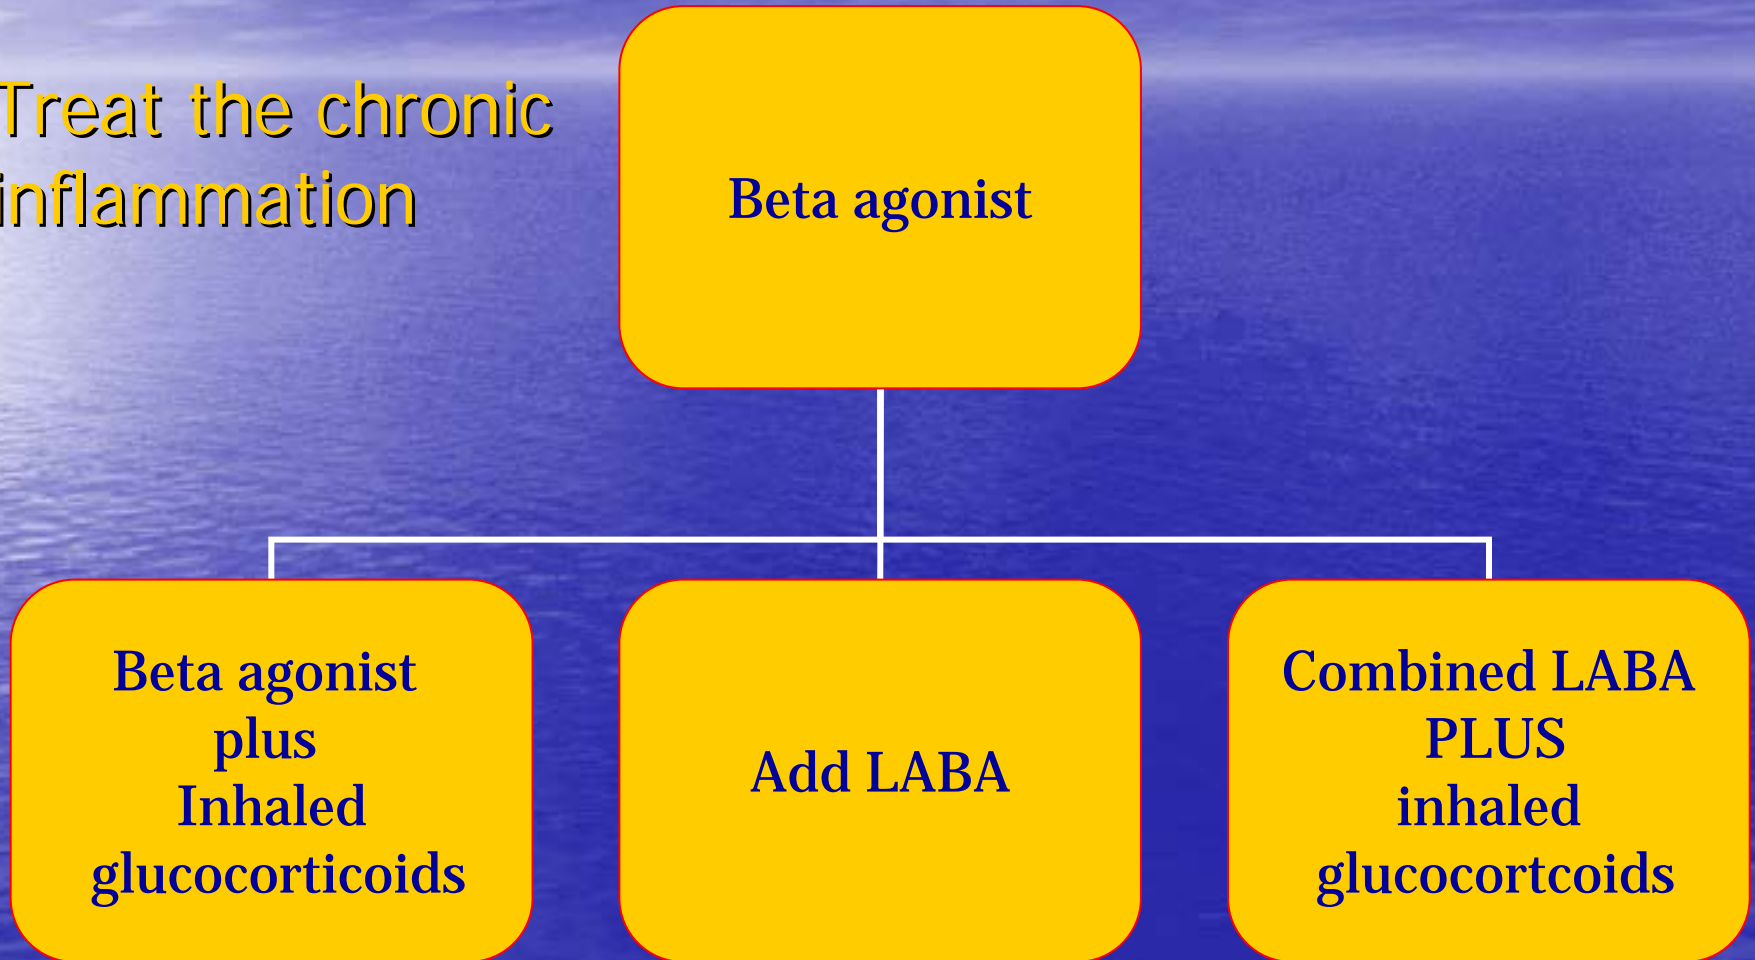 Treat the chronic
inflammation
Beta agonist
Beta agonist
plus
Inhaled
glucocorticoids
Add LABA
Combined LABA
PLUS
inhaled
glucocortcoids